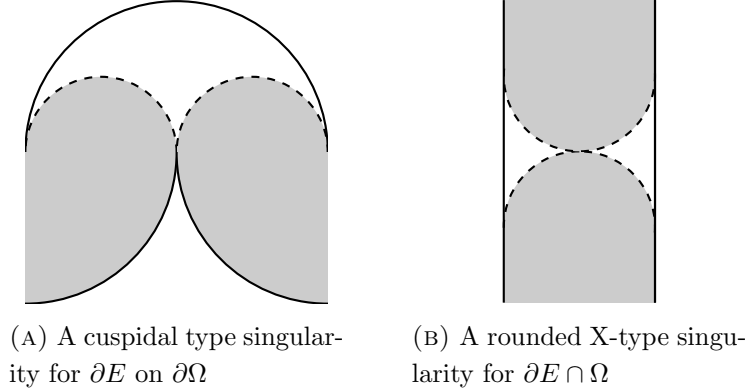 (A) A cuspidal type singular-
ity for ∂E on ∂Ω
(B) A rounded X-type singu-
larity for ∂E ∩ Ω